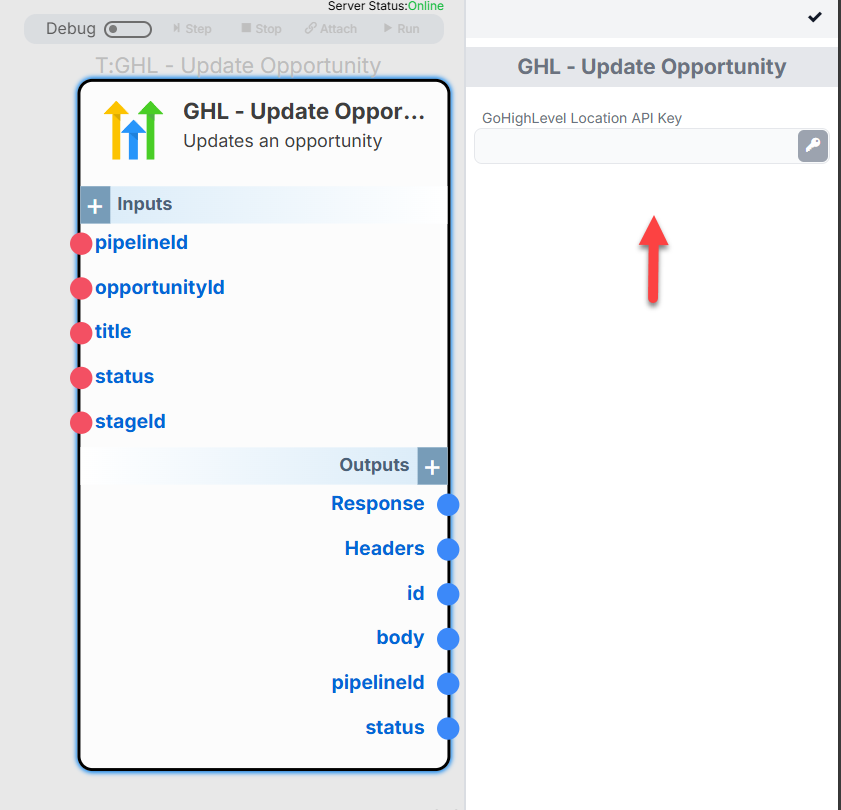 Server Status:Online
Debug Step Stop Attach Run
T:GHL - Update Opportunity
GHL - Update Oppor...
Updates an opportunity
+ Inputs
pipelineId
opportunityId
title
status
stageId
Outputs +
Response
Headers
id
body
pipelineId
status
GHL - Update Opportunity
GoHighLevel Location API Key